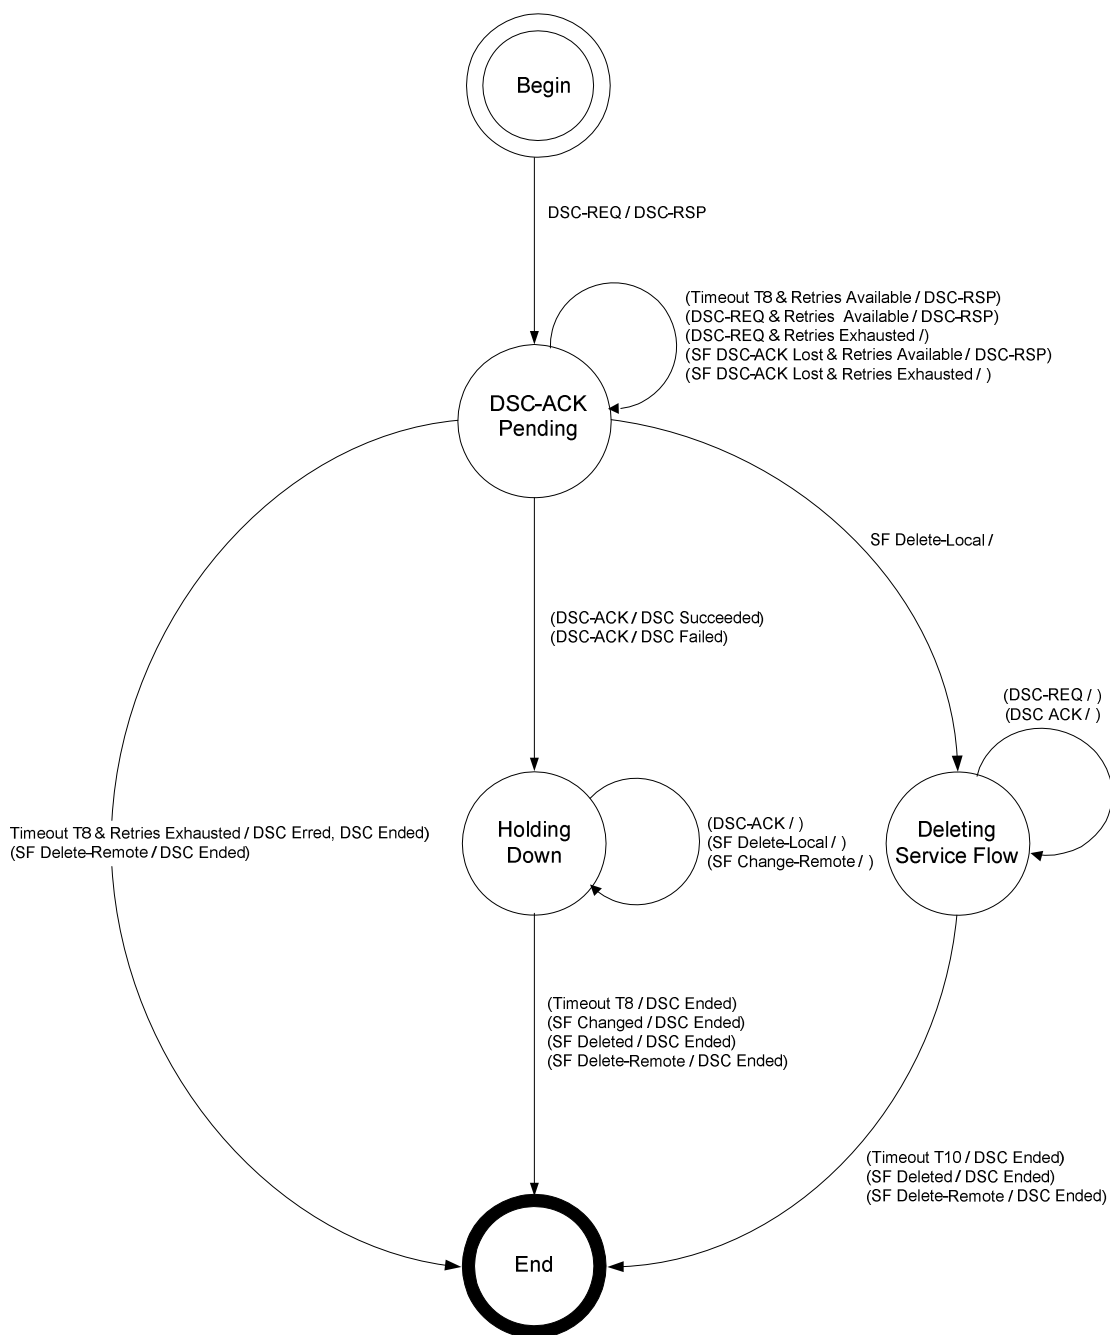 Begin
DSC-REQ / DSC-RSP
(Timeout T8 & Retries Available / DSC-RSP)
(DSC-REQ & Retries  Available / DSC-RSP)
(DSC-REQ & Retries Exhausted /)
(SF DSC-ACK Lost & Retries Available / DSC-RSP)
(SF DSC-ACK Lost & Retries Exhausted / )
DSC-ACK
Pending
SF Delete-Local /
(DSC-ACK / DSC Succeeded)
(DSC-ACK / DSC Failed)
(DSC-REQ / )
(DSC ACK / )
Timeout T8 & Retries Exhausted / DSC Erred, DSC Ended)
(SF Delete-Remote / DSC Ended)
Holding
Down
(DSC-ACK / )
(SF Delete-Local / )
(SF Change-Remote / )
Deleting
Service Flow
(Timeout T8 / DSC Ended)
(SF Changed / DSC Ended)
(SF Deleted / DSC Ended)
(SF Delete-Remote / DSC Ended)
(Timeout T10 / DSC Ended)
(SF Deleted / DSC Ended)
(SF Delete-Remote / DSC Ended)
End